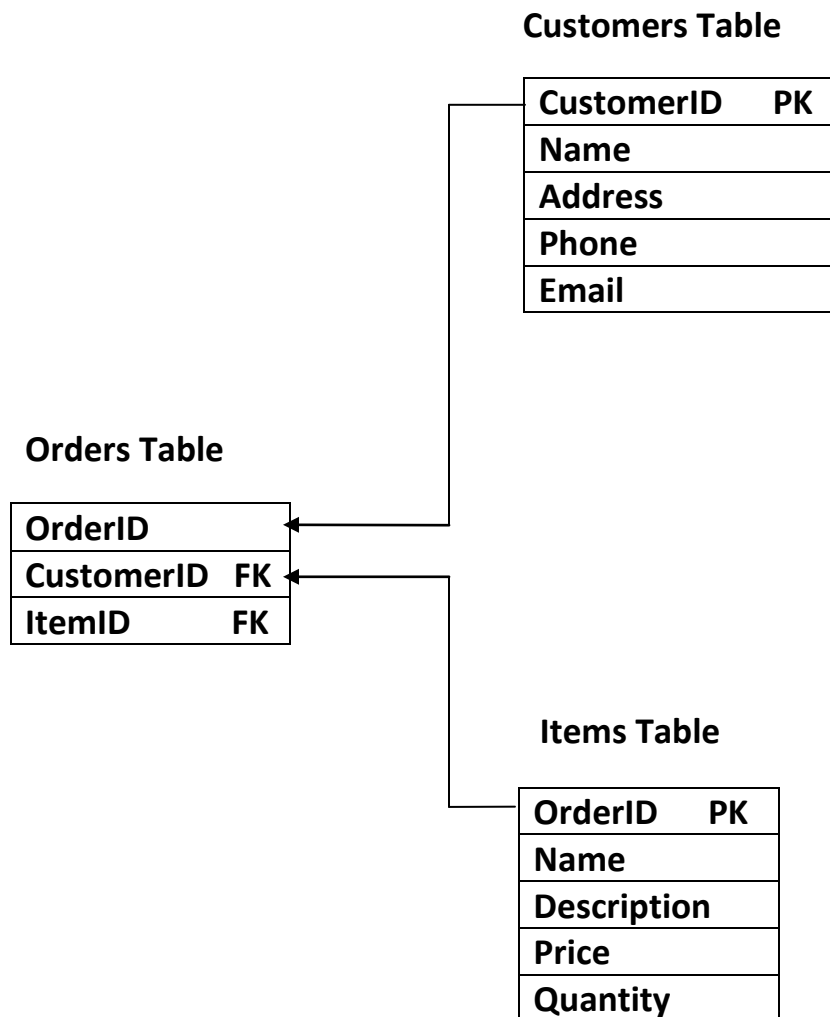 Customers Table
CustomerID PK
Name
Address
Phone
Email
Orders Table
OrderID
CustomerID FK
ItemID FK
Items Table
OrderID PK
Name
Description
Price
Quantity